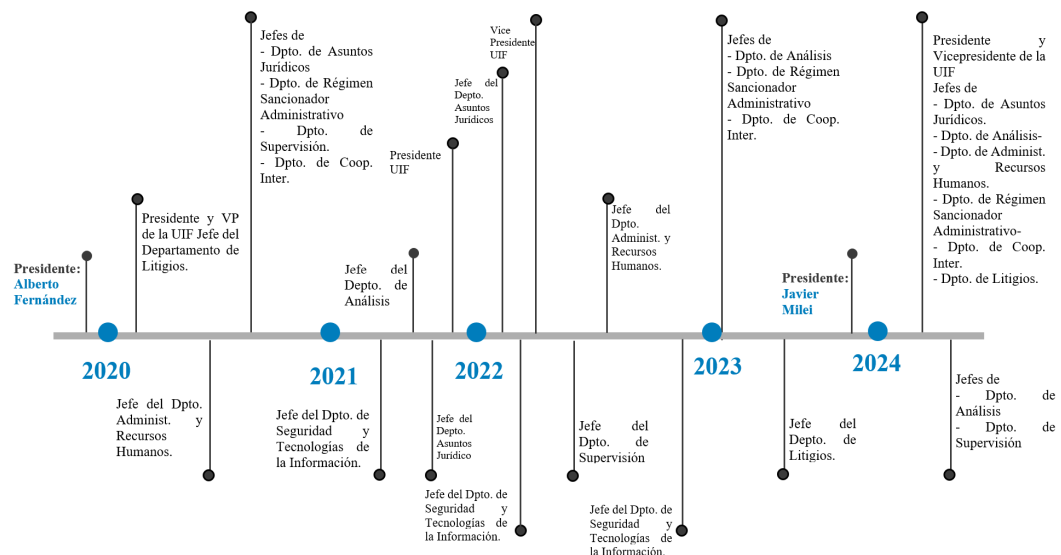 Presidente:
Alberto
Fernández
Presidente y VP
de la UIF Jefe del
Departamento de
Litigios.
Jefes de
- Dpto. de Asuntos
Jurídicos
- Dpto. de Régimen
Sancionador
Administrativo
- Dpto. de
Supervisión.
- Dpto. de Coop.
Inter.
Jefe del
Depto. de
Análisis
Presidente
UIF
Jefe del
Depto.
Asuntos
Jurídicos
Vice
Presidente
UIF
Jefe del
Dpto.
Administ. y
Recursos
Humanos.
Jefes de
- Dpto. de Análisis
- Dpto. de Régimen
Sancionador
Administrativo
- Dpto. de Coop.
Inter.
Presidente:
Javier
Milei
Presidente y
Vicepresidente de la
UIF
Jefes de
- Dpto. de Asuntos
Jurídicos.
- Dpto. de Análisis-
- Dpto. de Administ.
y Recursos
Humanos.
- Dpto. de Régimen
Sancionador
Administrativo-
- Dpto. de Coop.
Inter.
- Dpto. de Litigios.
2020
2021
2022
2023
2024
Jefe del Dpto.
Administ. y
Recursos
Humanos.
Jefe del Dpto. de
Seguridad y
Tecnologías de
la Información.
Jefe del
Depto.
Asuntos
Jurídico
Jefe del Dpto. de
Seguridad y
Tecnologías de
la Información.
Jefe del
Dpto. de
Supervisión
Jefe del Dpto. de
Seguridad y
Tecnologías de
la Información.
Jefe del
Depto. de
Litigios.
Jefes de
- Dpto. de
Análisis
- Dpto. de
Supervisión